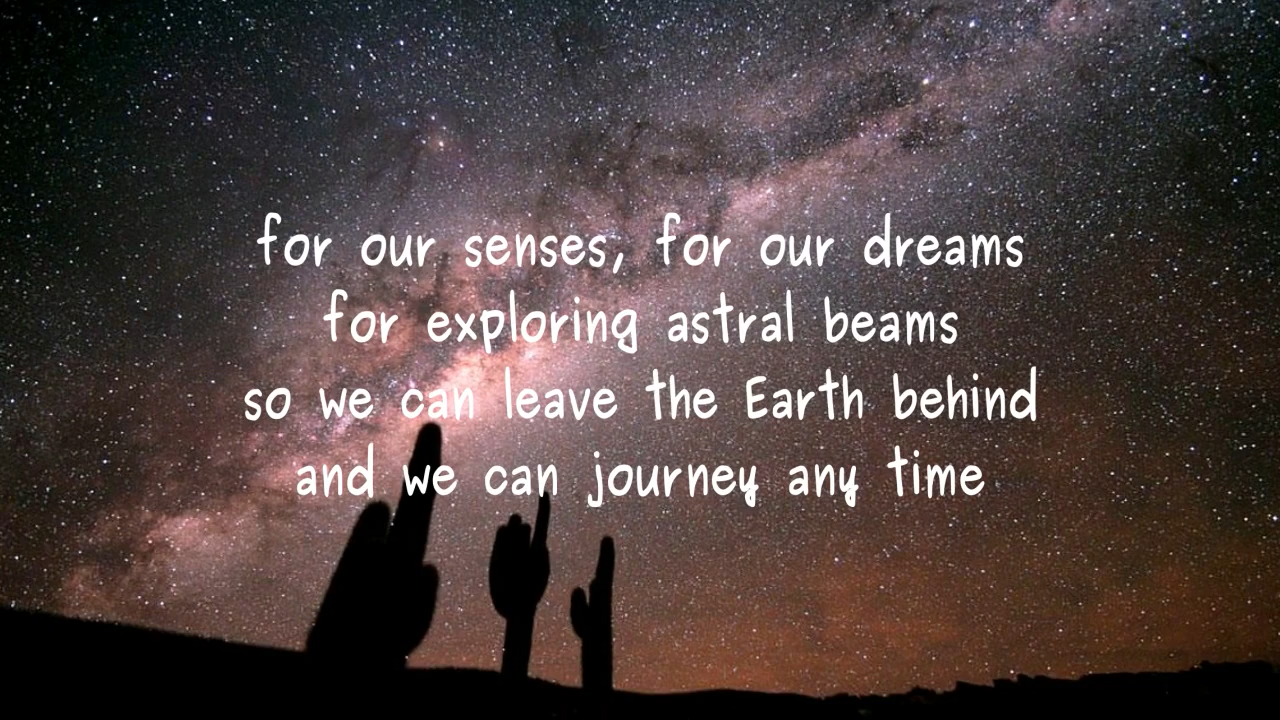 for our senses, for our dreams
for exploring astral beams
so we can leave the Earth behind
and we can journey any time